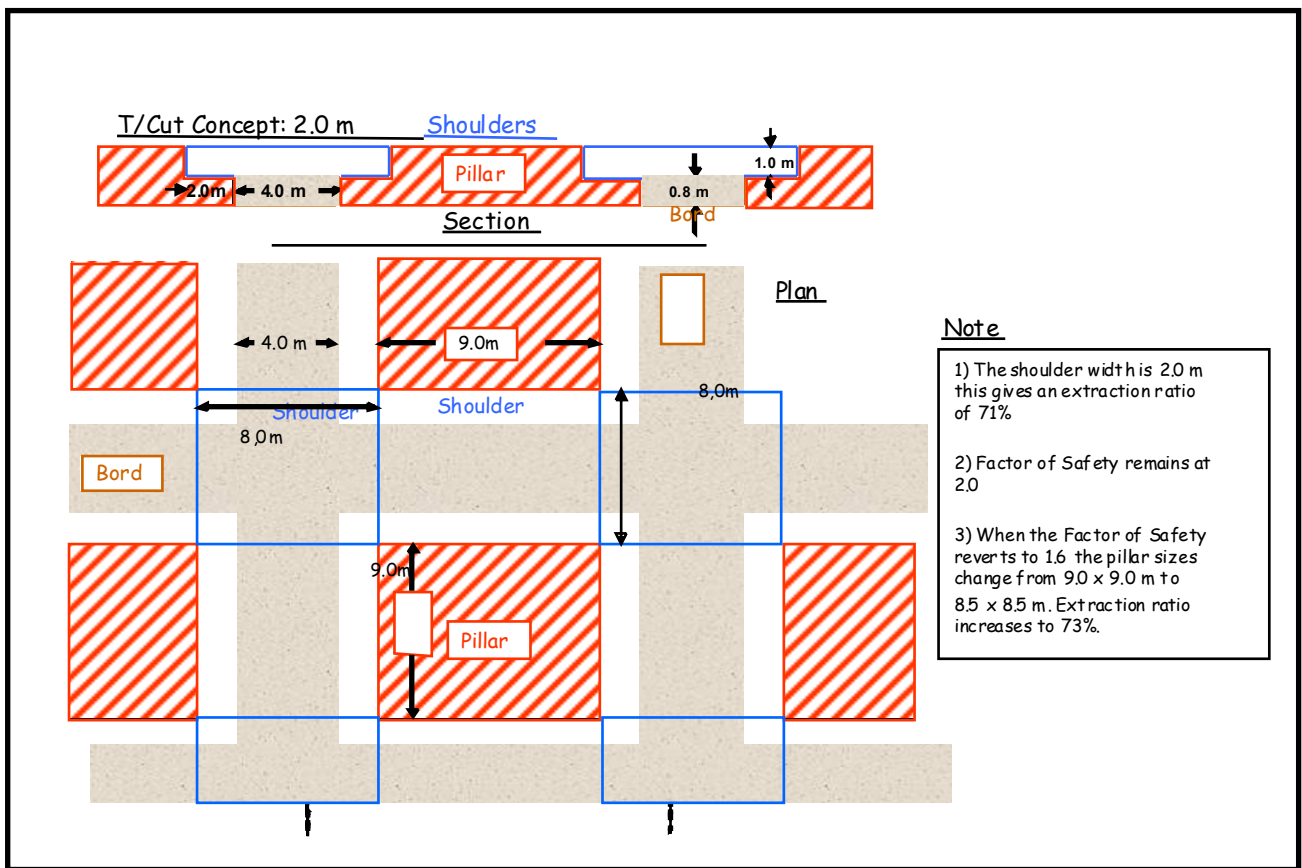 T/Cut Concept: 2.0 m Shoulders
Pillar
1.0 m
2.0m
4.0 m
0.8 m
Bord
Section
Plan
4.0 m
9.0m
8,0m
Shoulder
Shoulder
8,0m
Bord
9.0m
Pillar
Note
1) The shoulder width is 2.0 m
this gives an extraction ratio
of 71%
2) Factor of Safety remains at
2.0
3) When the Factor of Safety
reverts to 1.6 the pillar sizes
change from 9.0 x 9.0 m to
8.5 x 8.5 m. Extraction ratio
increases to 73%.